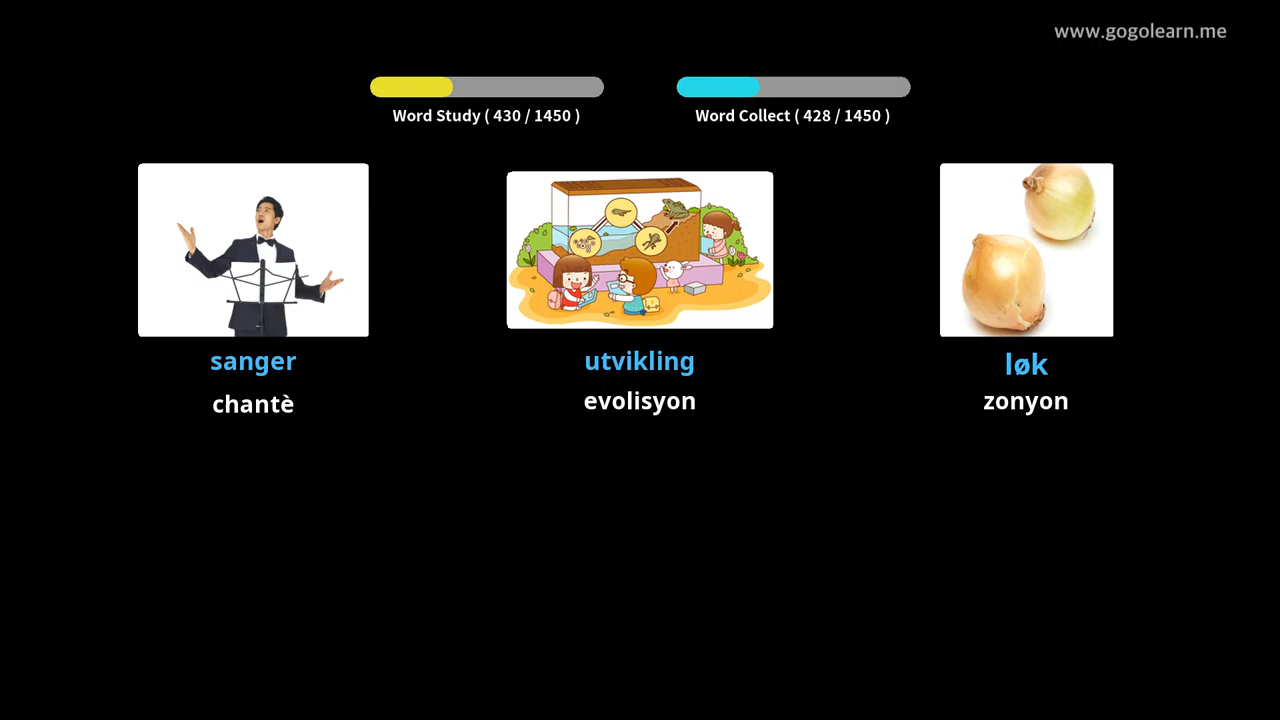 www.gogolearn.me
Word Study ( 430 / 1450 )
Word Collect ( 428 / 1450 )
sanger
chantè
utvikling
evolisyon
løk
zonyon